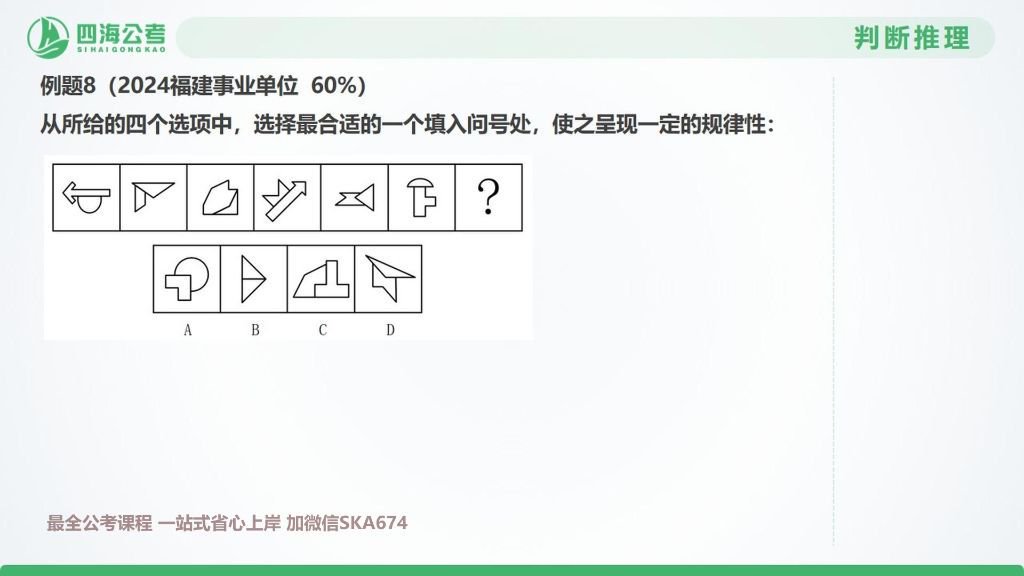 四海公考
SIHAIGONGKAO
判断推理
例题8（2024福建事业单位 60%）
从所给的四个选项中，选择最合适的一个填入问号处，使之呈现一定的规律性：
?
A B C D
最全公考课程 一站式省心上岸 加微信SKA674